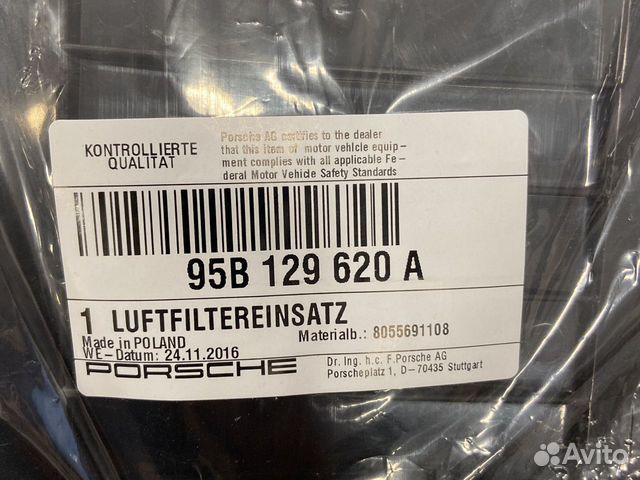 KONTROLLIERTE
QUALITAT
Porsche AG certifies to the dealer
that this item of motor vehicle equip-
ment complies with all applicable Fe-
deral Motor Vehicle Safety Standards
95B 129 620 A
1 LUFTFILTEREINSATZ
Made in POLAND
Materialb.: 8055691108
WE-Datum: 24.11.2016
PORSCHE
Dr. Ing. h.c. F.Porsche AG
Porscheplatz 1, D-70435 Stuttgart
Avito